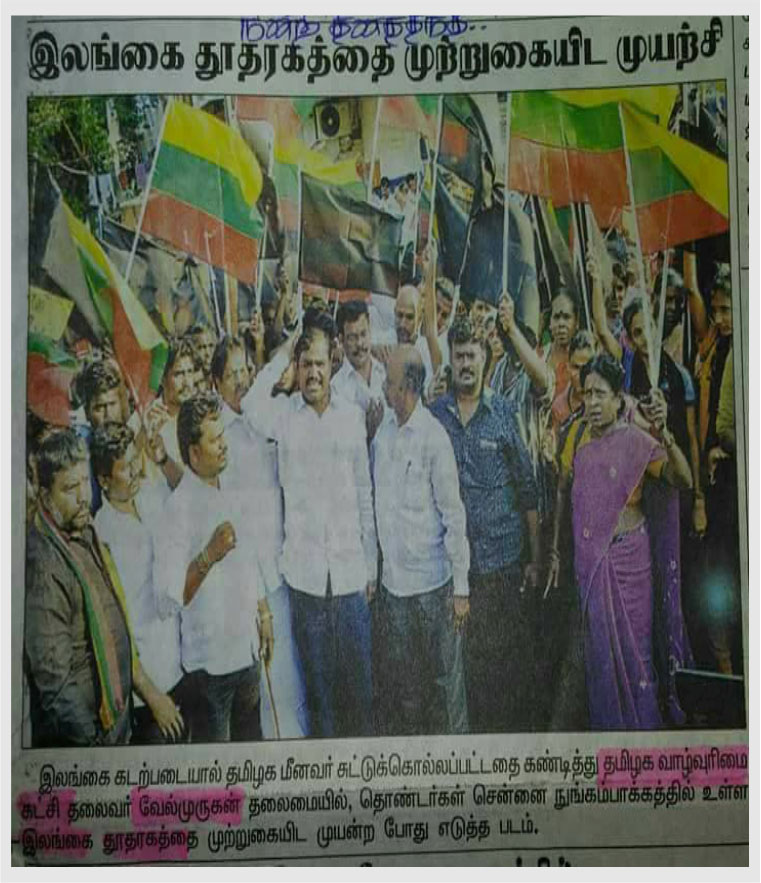 இலங்கை தூதரகத்தை முற்றுகையிட முயற்சி
இலங்கை கடற்படையால் தமிழக மீனவர் சுட்டுக்கொல்லப்பட்டதை கண்டித்து தமிழக வாழ்வுரிமை
கட்சி தலைவர் வேல்முருகன் தலைமையில், தொண்டர்கள் சென்னை நுங்கம்பாக்கத்தில் உள்ள
இலங்கை தூதரகத்தை முற்றுகையிட முயன்ற போது எடுத்த படம்.